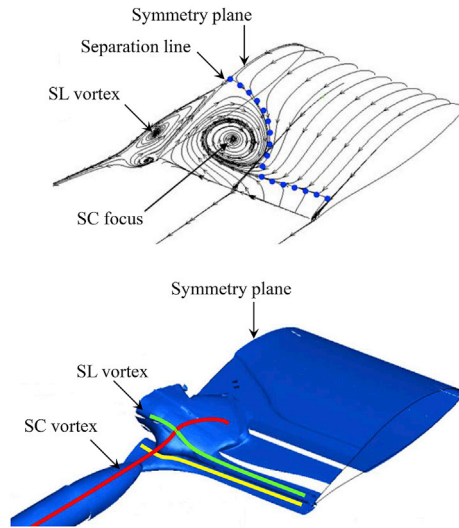 Symmetry plane
Separation line
SL vortex
SC focus
Symmetry plane
SL vortex
SC vortex